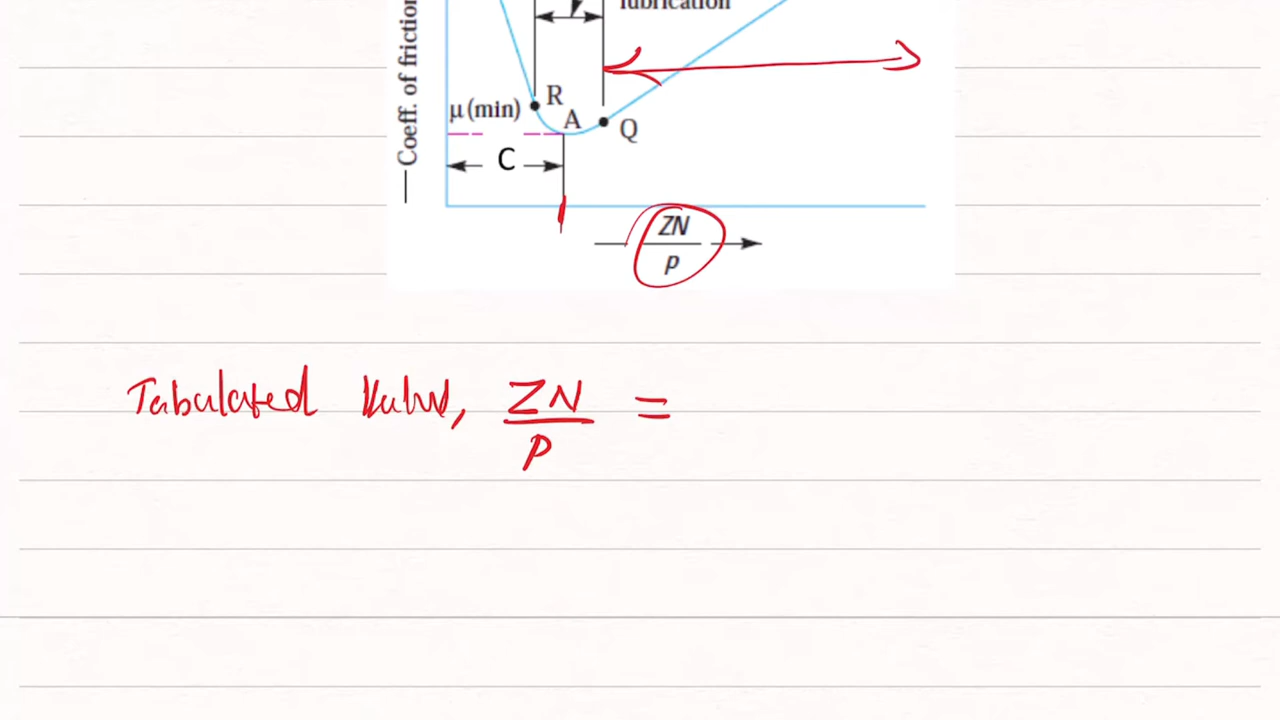 lubrication
— Coeff. of friction
R
μ (min)
A
Q
C
ZN
p
Tabulated Value, ZN =
p